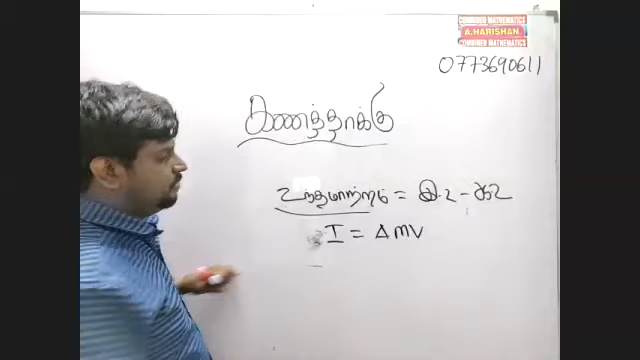 COMBINED MATHEMATICS
A.HARISHAN
COMBINED MATHEMATICS
0773690611
கணத்தாக்கு
உந்தமாற்றம் = இ.உ - ஆ.உ
I = Δmv